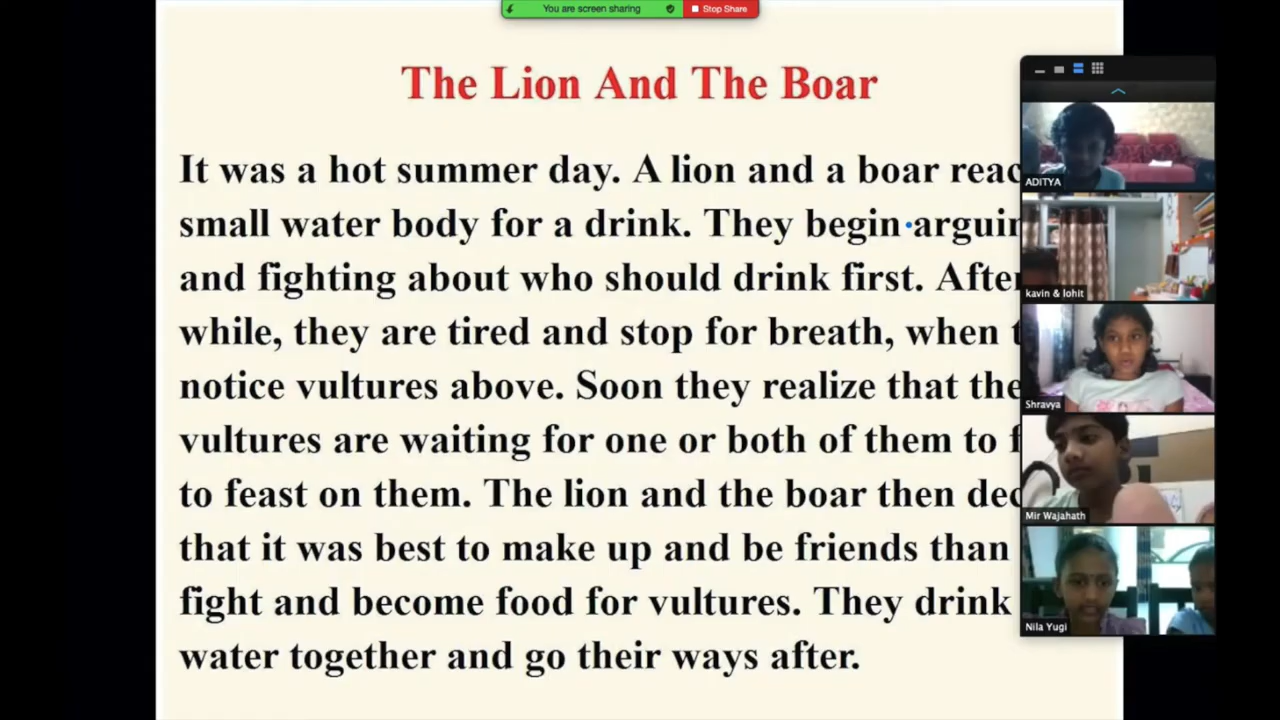 You are screen sharing
Stop Share
The Lion And The Boar
It was a hot summer day. A lion and a boar reac
small water body for a drink. They begin arguin
and fighting about who should drink first. After
while, they are tired and stop for breath, when
notice vultures above. Soon they realize that the
vultures are waiting for one or both of them to
to feast on them. The lion and the boar then dec
that it was best to make up and be friends than
fight and become food for vultures. They drink
water together and go their ways after.
ADITYA
kavin & lohit
Shravya
Mir Wajahath
Nila Yugi